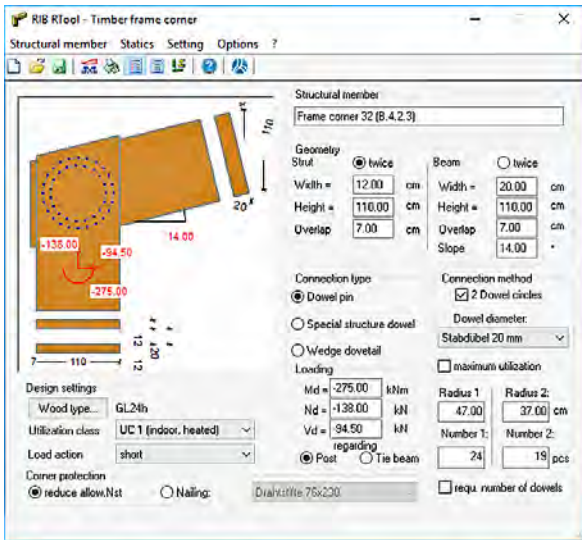 RIB RTool - Timber frame corner
Structural member Statics Setting Options ?
110
20
14.00
-138.00
-94.50
-275.00
12
20
12
7 110
Structural member
Frame corner 32 (B.4.2.3)
Geometry
Strut twice Beam twice
Width = 12.00 cm Width = 20.00 cm
Height = 110.00 cm Height = 110.00 cm
Overlap 7.00 cm Overlap 7.00 cm
Slope 14.00 °
Connection type Connection method
Dowel pin 2 Dowel circles
Special structure dowel Dowel diameter:
Stabdübel 20 mm
Wedge dovetail
Loading maximum utilization
Md = -275.00 kNm Radius 1 Radius 2:
Nd = -138.00 kN 47.00 37.00 cm
Vd = -94.50 kN Number 1: Number 2:
regarding
Post Tie beam 24 19 pcs
Design settings
Wood type... GL24h
Utilization class UC 1 (indoor, heated)
Load action short
Corner protection
reduce allow.Nst Nailing: requ. number of dowels